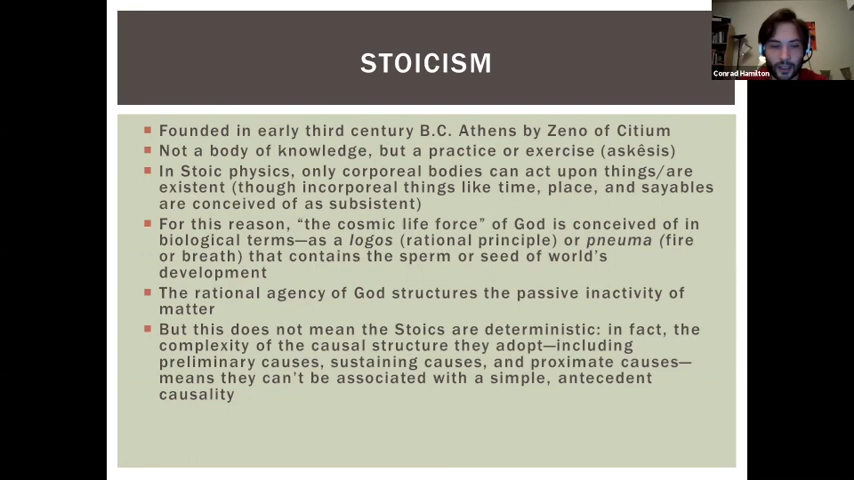 STOICISM
Conrad Hamilton
Founded in early third century B.C. Athens by Zeno of Citium
Not a body of knowledge, but a practice or exercise (askêsis)
In Stoic physics, only corporeal bodies can act upon things/are
existent (though incorporeal things like time, place, and sayables
are conceived of as subsistent)
For this reason, “the cosmic life force” of God is conceived of in
biological terms—as a logos (rational principle) or pneuma (fire
or breath) that contains the sperm or seed of world’s
development
The rational agency of God structures the passive inactivity of
matter
But this does not mean the Stoics are deterministic: in fact, the
complexity of the causal structure they adopt—including
preliminary causes, sustaining causes, and proximate causes—
means they can’t be associated with a simple, antecedent
causality